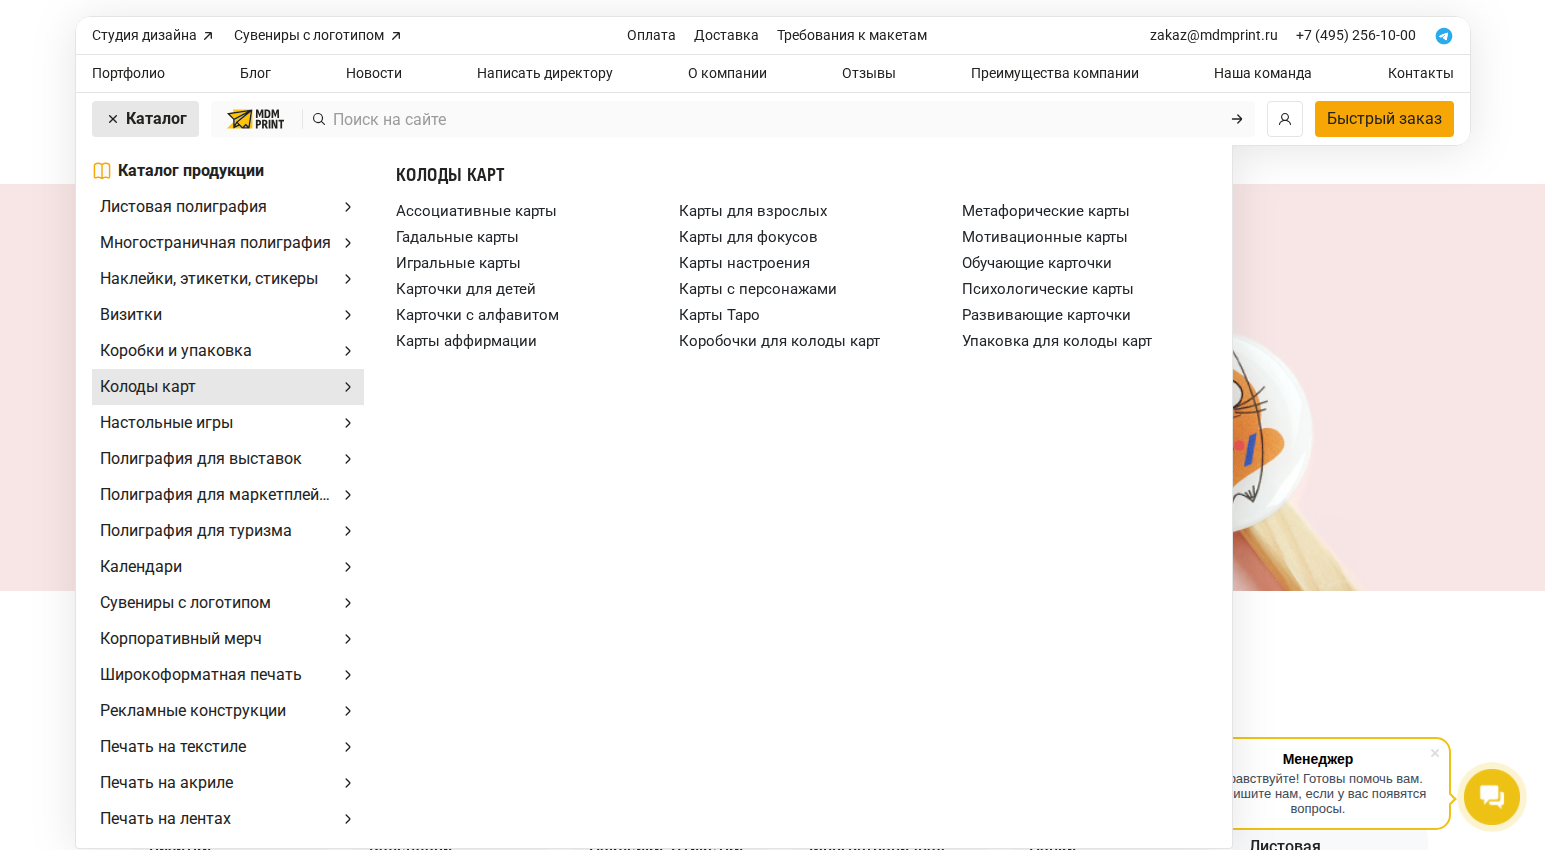 Студия дизайна
Сувениры с логотипом
Оплата
Доставка
Требования к макетам
zakaz@mdmprint.ru
+7 (495) 256-10-00
Портфолио
Блог
Новости
Написать директору
О компании
Отзывы
Преимущества компании
Наша команда
Контакты
Каталог
MDM
PRINT
Поиск на сайте
Быстрый заказ
Каталог продукции
Листовая полиграфия
Многостраничная полиграфия
Наклейки, этикетки, стикеры
Визитки
Коробки и упаковка
Колоды карт
Настольные игры
Полиграфия для выставок
Полиграфия для маркетплей...
Полиграфия для туризма
Календари
Сувениры с логотипом
Корпоративный мерч
Широкоформатная печать
Рекламные конструкции
Печать на текстиле
Печать на акриле
Печать на лентах
КОЛОДЫ КАРТ
Ассоциативные карты
Гадальные карты
Игральные карты
Карточки для детей
Карточки с алфавитом
Карты аффирмации
Карты для взрослых
Карты для фокусов
Карты настроения
Карты с персонажами
Карты Таро
Коробочки для колоды карт
Метафорические карты
Мотивационные карты
Обучающие карточки
Психологические карты
Развивающие карточки
Упаковка для колоды карт
Менеджер
равствуйте! Готовы помочь вам.
ишите нам, если у вас появятся
вопросы.
Листовая